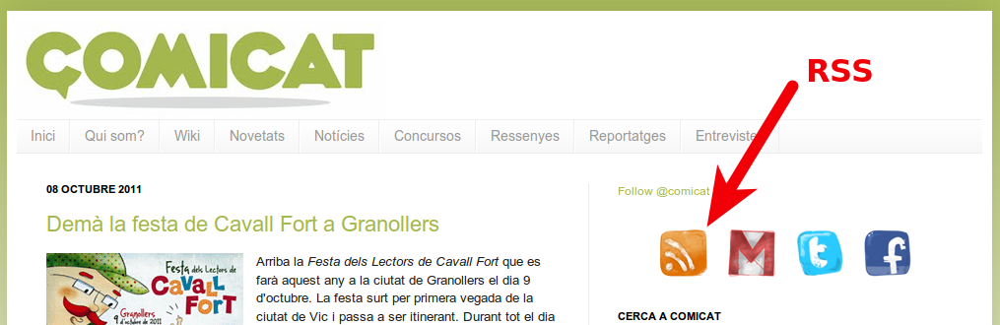 COMICAT
RSS
Inici Qui som? Wiki Novetats Notícies Concursos Ressenyes Reportatges Entreviste
08 OCTUBRE 2011
Follow @comicat
Demà la festa de Cavall Fort a Granollers
Festa dels Lectors de
CAVALL
FORT
Granollers
9 d'octubre de 2011
Arriba la Festa dels Lectors de Cavall Fort que es
farà aquest any a la ciutat de Granollers el dia 9
d'octubre. La festa surt per primera vegada de la
ciutat de Vic i passa a ser itinerant. Durant tot el dia
M t f
CERCA A COMICAT